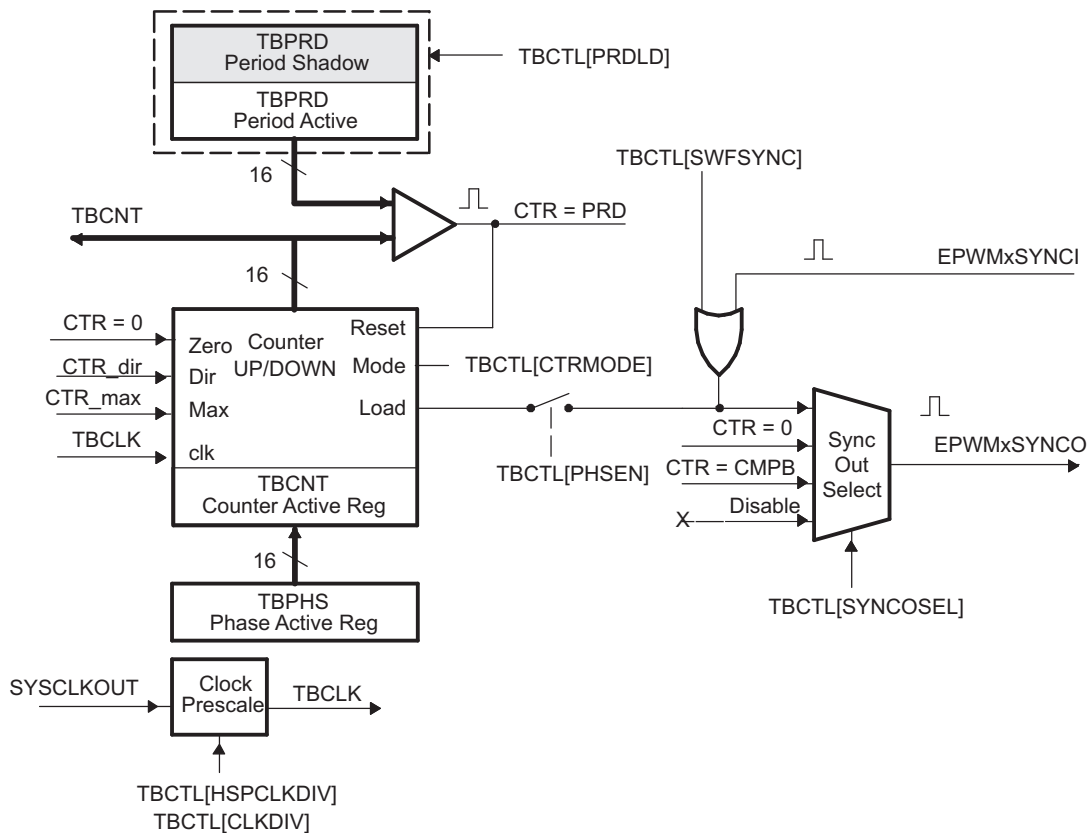 TBPRD
Period Shadow
TBPRD
Period Active
TBCTL[PRDLD]
16
TBCTL[SWFSYNC]
TBCNT
CTR = PRD
16
EPWMxSYNCI
CTR = 0
CTR_dir
CTR_max
TBCLK
Zero
Dir
Max
clk
Counter
UP/DOWN
Reset
Mode
Load
TBCTL[CTRMODE]
TBCTL[PHSEN]
CTR = 0
CTR = CMPB
Disable
X
Sync
Out
Select
EPWMxSYNCO
TBCTL[SYNCOSEL]
TBCNT
Counter Active Reg
16
TBPHS
Phase Active Reg
SYSCLKOUT
Clock
Prescale
TBCLK
TBCTL[HSPCLKDIV]
TBCTL[CLKDIV]